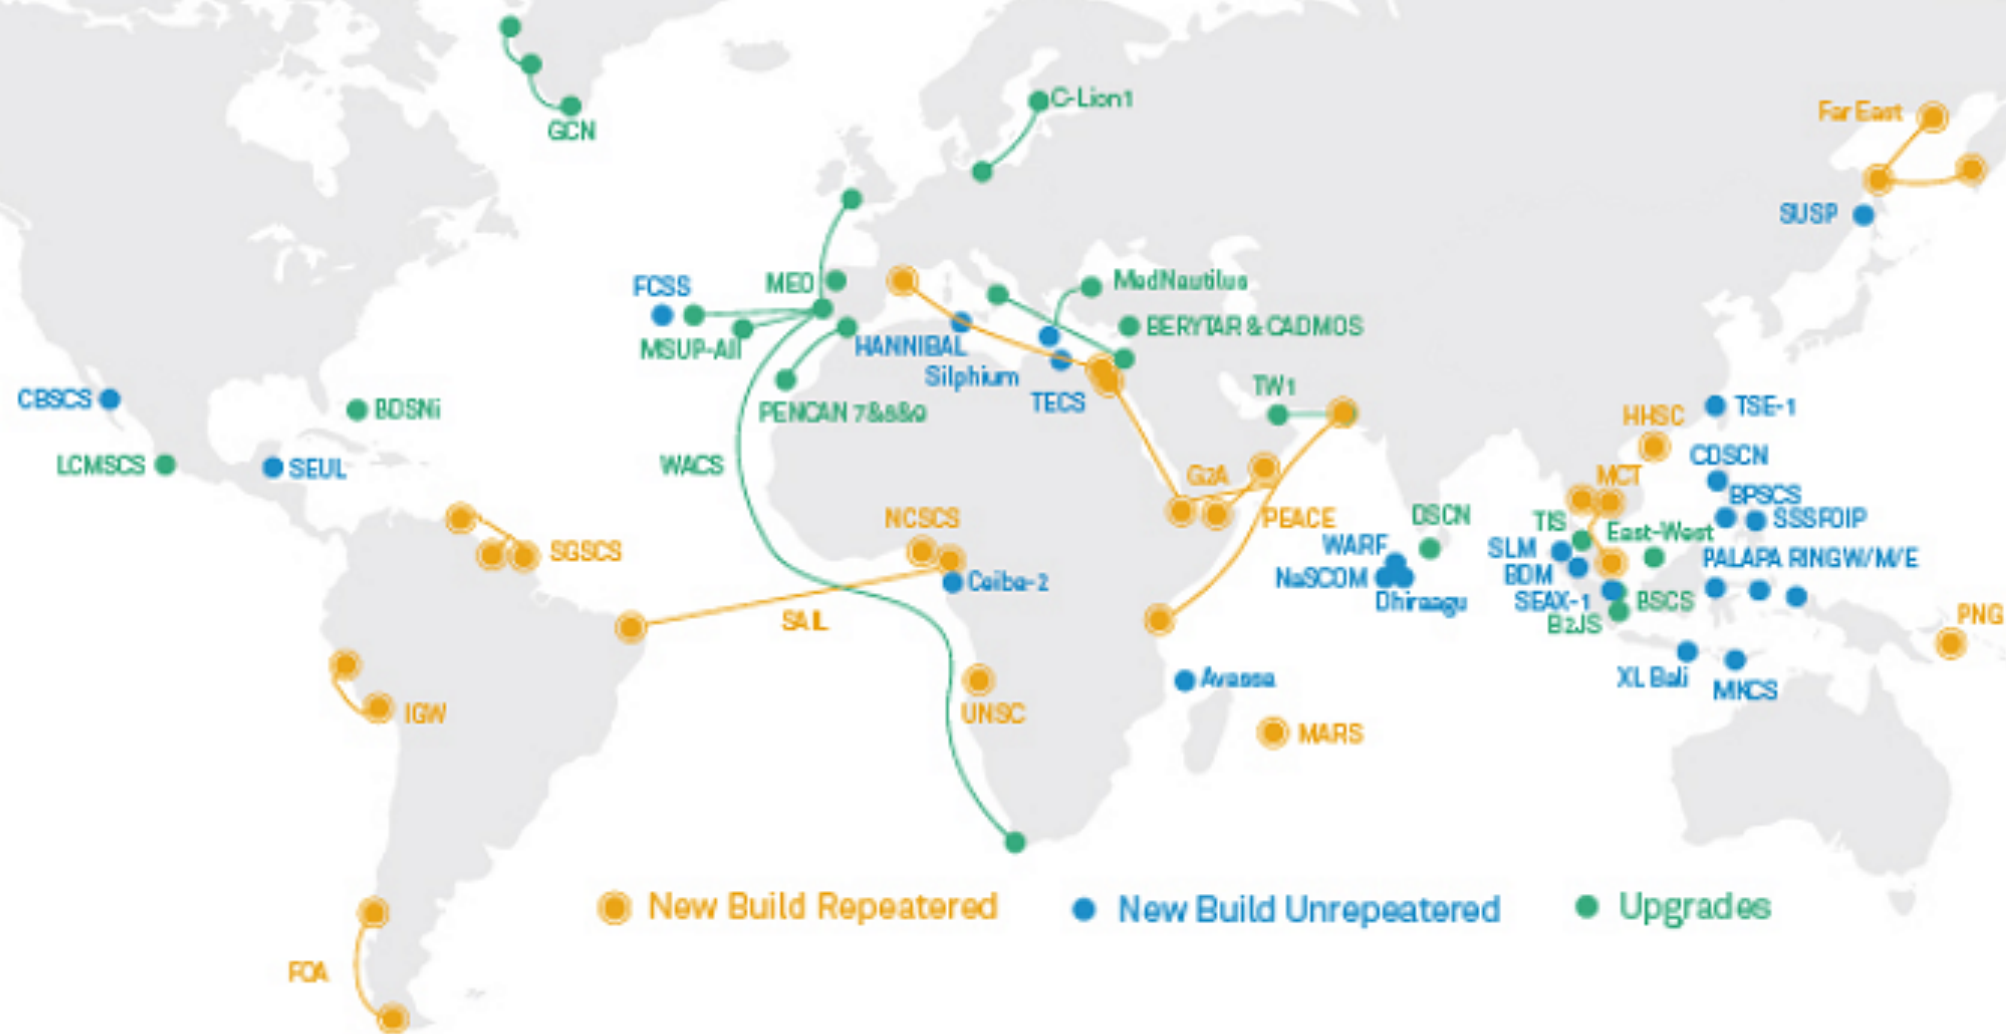 GCN
C-Lion1
Far East
SUSP
FCSS
MED
MedNautilus
MSUP-AII
HANNIBAL
BERYTAR & CADMOS
Silphium
TECS
TW1
CBSCS
BDSNi
PENCAN 7&8&9
HHSC
TSE-1
LCMSCS
SEUL
WACS
G2A
MCT
CDSCN
BPSCS
NCSCS
PEACE
DSCN
TIS
East-West
SSSFOIP
SGSCS
WARF
SLM
PALAPA RING W/M/E
Ceiba-2
NaSCOM
BDM
Dhiraagu
SEAX-1
BSCS
SAIL
B2JS
PNG
Avassa
XL Bali
MKCS
IGW
UNSC
MARS
New Build Repeatered
New Build Unrepeatered
Upgrades
FOA